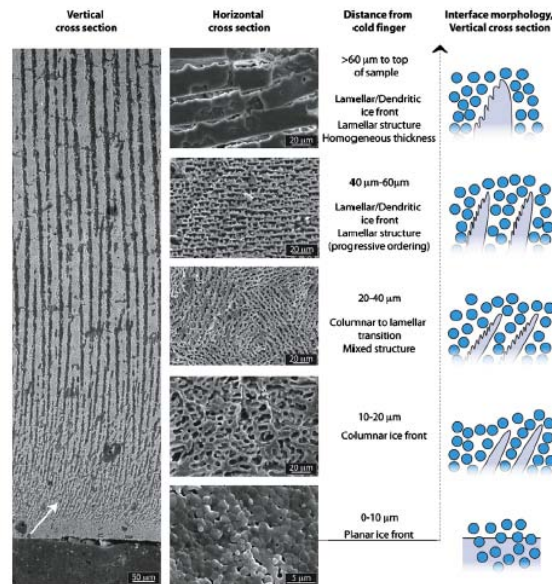 Vertical
cross section
Horizontal
cross section
Distance from
cold finger
Interface morphology,
Vertical cross section
>60 μm to top
of sample
Lamellar/Dendritic
ice front
Lamellar structure
Homogeneous thickness
20 μm
40 μm-60μm
Lamellar/Dendritic
ice front
Lamellar structure
(progressive ordering)
20 μm
20-40 μm
Columnar to lamellar
transition
Mixed structure
20 μm
10-20 μm
Columnar ice front
20 μm
0-10 μm
Planar ice front
5 μm
50 μm